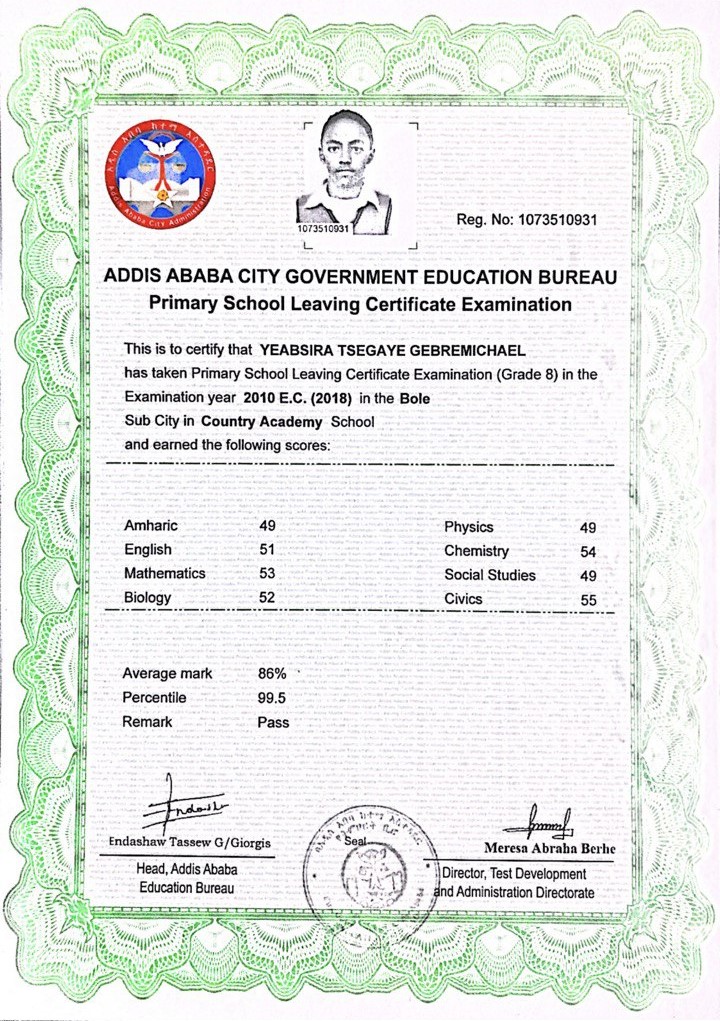 አዲስ አበባ ከተማ አስተዳደር
Addis Ababa City Administration
1073510931
Reg. No: 1073510931
ADDIS ABABA CITY GOVERNMENT EDUCATION BUREAU
Primary School Leaving Certificate Examination
This is to certify that YEABSIRA TSEGAYE GEBREMICHAEL
has taken Primary School Leaving Certificate Examination (Grade 8) in the
Examination year 2010 E.C. (2018) in the Bole
Sub City in Country Academy School
and earned the following scores:
Amharic 49 Physics 49
English 51 Chemistry 54
Mathematics 53 Social Studies 49
Biology 52 Civics 55
Average mark 86%
Percentile 99.5
Remark Pass
Endashaw Tassew G/Giorgis
Head, Addis Ababa
Education Bureau
Seal
Meresa Abraha Berhe
Director, Test Development
and Administration Directorate